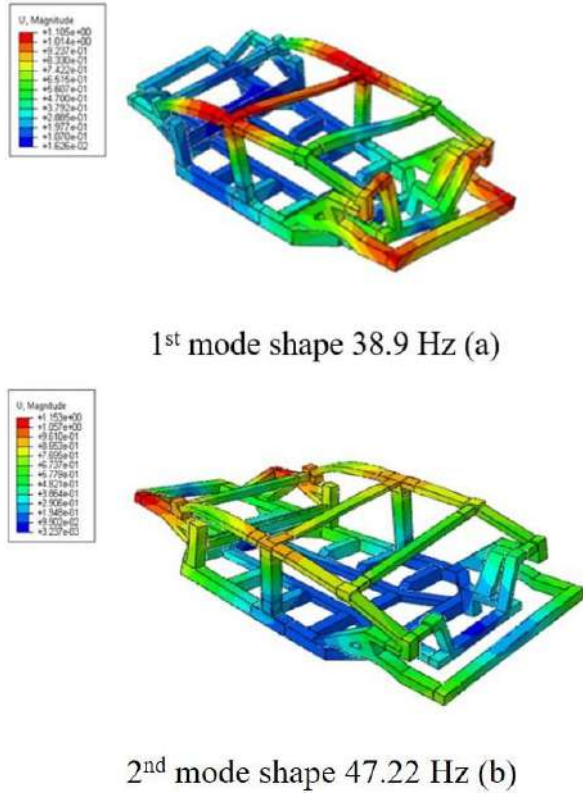 U, Magnitude
+1.105e+00
+1.014e+00
+9.237e-01
+8.330e-01
+7.422e-01
+6.515e-01
+5.607e-01
+4.700e-01
+3.792e-01
+2.885e-01
+1.977e-01
+1.070e-01
+1.626e-02
1st mode shape 38.9 Hz (a)
U, Magnitude
+1.153e+00
+1.057e+00
+9.610e-01
+8.653e-01
+7.695e-01
+6.737e-01
+5.779e-01
+4.821e-01
+3.864e-01
+2.906e-01
+1.948e-01
+9.902e-02
+3.237e-03
2nd mode shape 47.22 Hz (b)